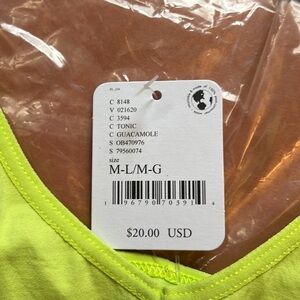 C 8148
V 021620
C 3594
C TONIC
C GUACAMOLE
S OB470976
S 79560074
size
M-L/M-G
1 96790 70391 4
$20.00 USD